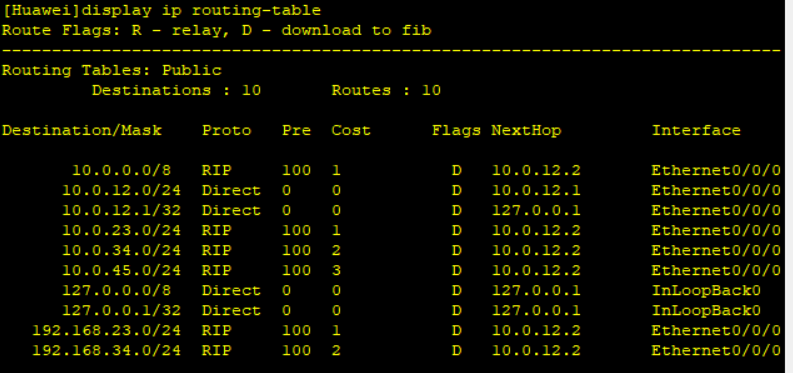 [Huawei]display ip routing-table
Route Flags: R - relay, D - download to fib
------------------------------------------------------------------------------
Routing Tables: Public
         Destinations : 10       Routes : 10

Destination/Mask    Proto   Pre  Cost         Flags NextHop         Interface

       10.0.0.0/8   RIP     100  1              D   10.0.12.2       Ethernet0/0/0
      10.0.12.0/24  Direct  0    0              D   10.0.12.1       Ethernet0/0/0
      10.0.12.1/32  Direct  0    0              D   127.0.0.1       Ethernet0/0/0
      10.0.23.0/24  RIP     100  1              D   10.0.12.2       Ethernet0/0/0
      10.0.34.0/24  RIP     100  2              D   10.0.12.2       Ethernet0/0/0
      10.0.45.0/24  RIP     100  3              D   10.0.12.2       Ethernet0/0/0
      127.0.0.0/8   Direct  0    0              D   127.0.0.1       InLoopBack0
      127.0.0.1/32  Direct  0    0              D   127.0.0.1       InLoopBack0
   192.168.23.0/24  RIP     100  1              D   10.0.12.2       Ethernet0/0/0
   192.168.34.0/24  RIP     100  2              D   10.0.12.2       Ethernet0/0/0